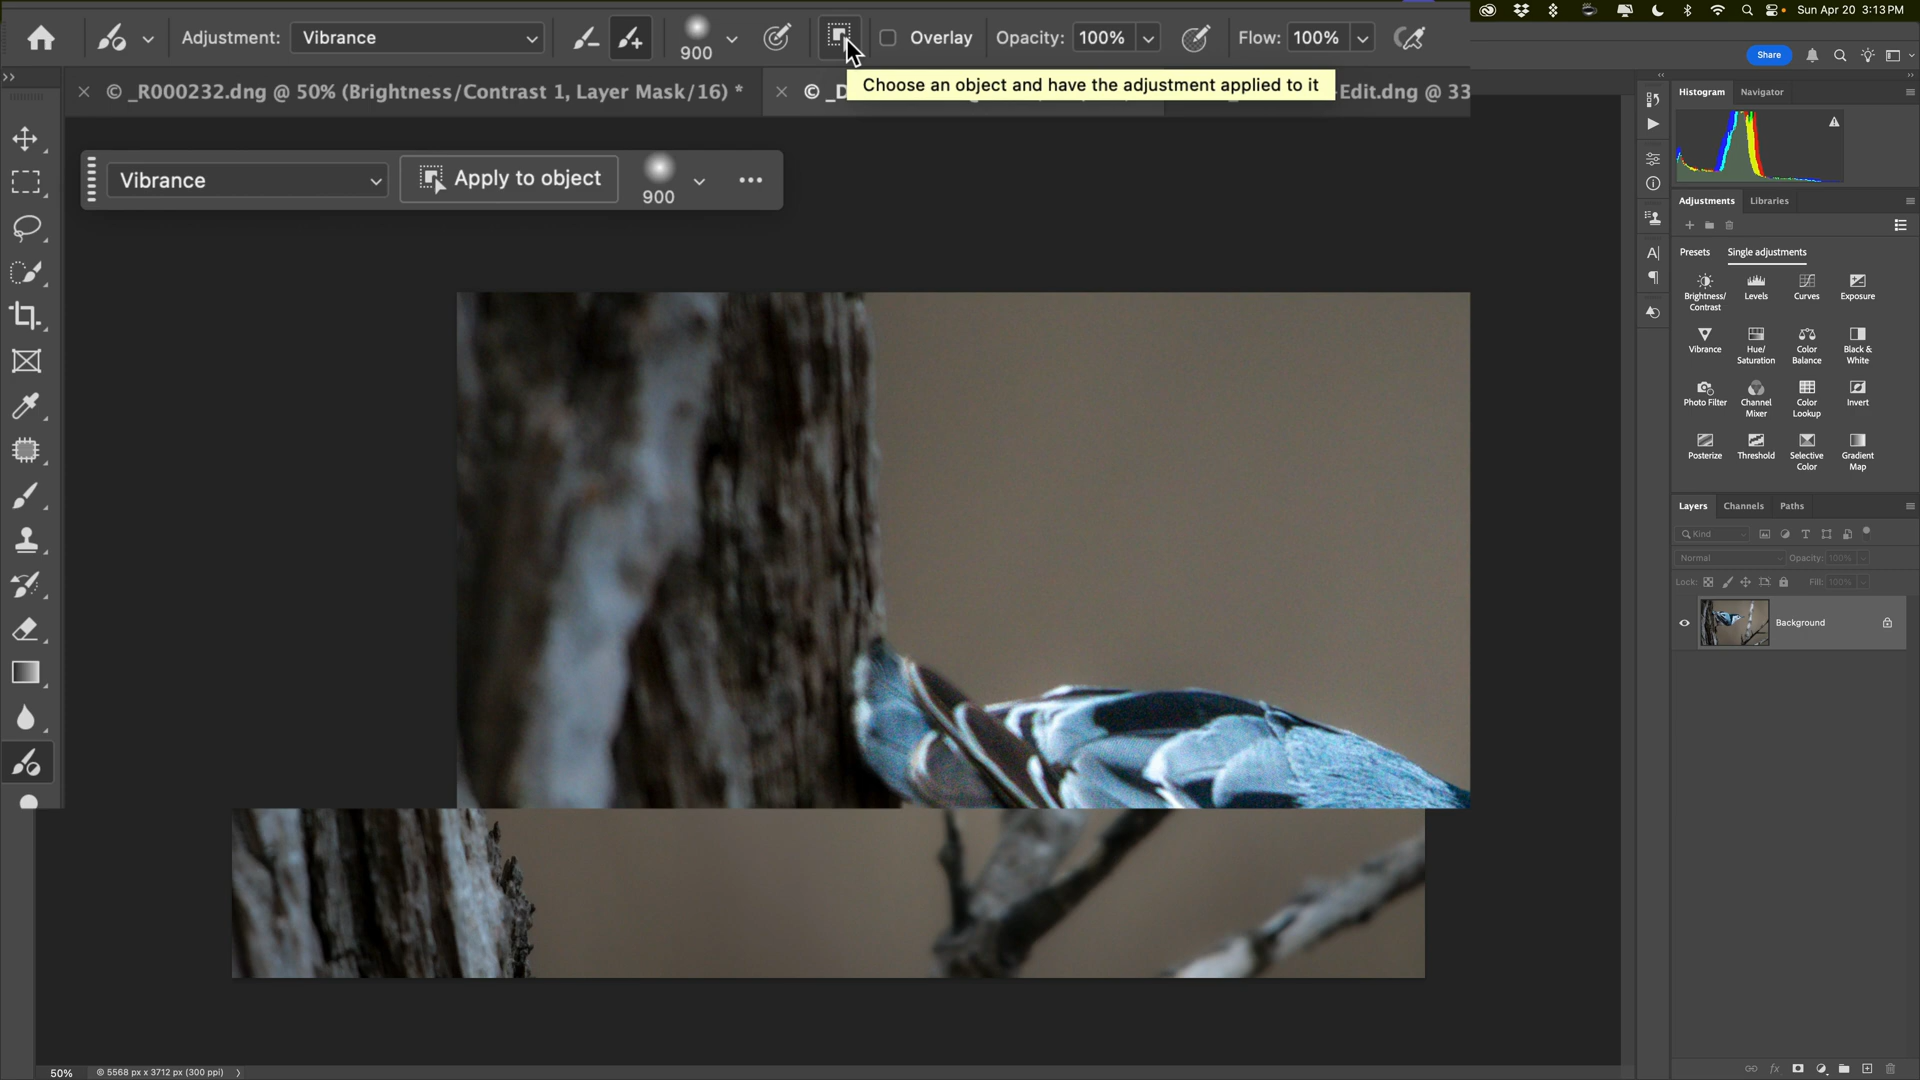 Sun Apr 20 3:13 PM
Adjustment: Vibrance
900
Overlay
Opacity: 100%
Flow: 100%
Share
Choose an object and have the adjustment applied to it
© _R000232.dng @ 50% (Brightness/Contrast 1, Layer Mask/16) *
© _D
Edit.dng @ 33
Vibrance
Apply to object
900
Histogram Navigator
Adjustments Libraries
Presets Single adjustments
Brightness/
Contrast
Levels
Curves
Exposure
Vibrance
Hue/
Saturation
Color
Balance
Black &
White
Photo Filter
Channel
Mixer
Color
Lookup
Invert
Posterize
Threshold
Selective
Color
Gradient
Map
Layers Channels Paths
Kind
Normal Opacity: 100%
Lock: Fill: 100%
Background
50% © 5568 px x 3712 px (300 ppi)